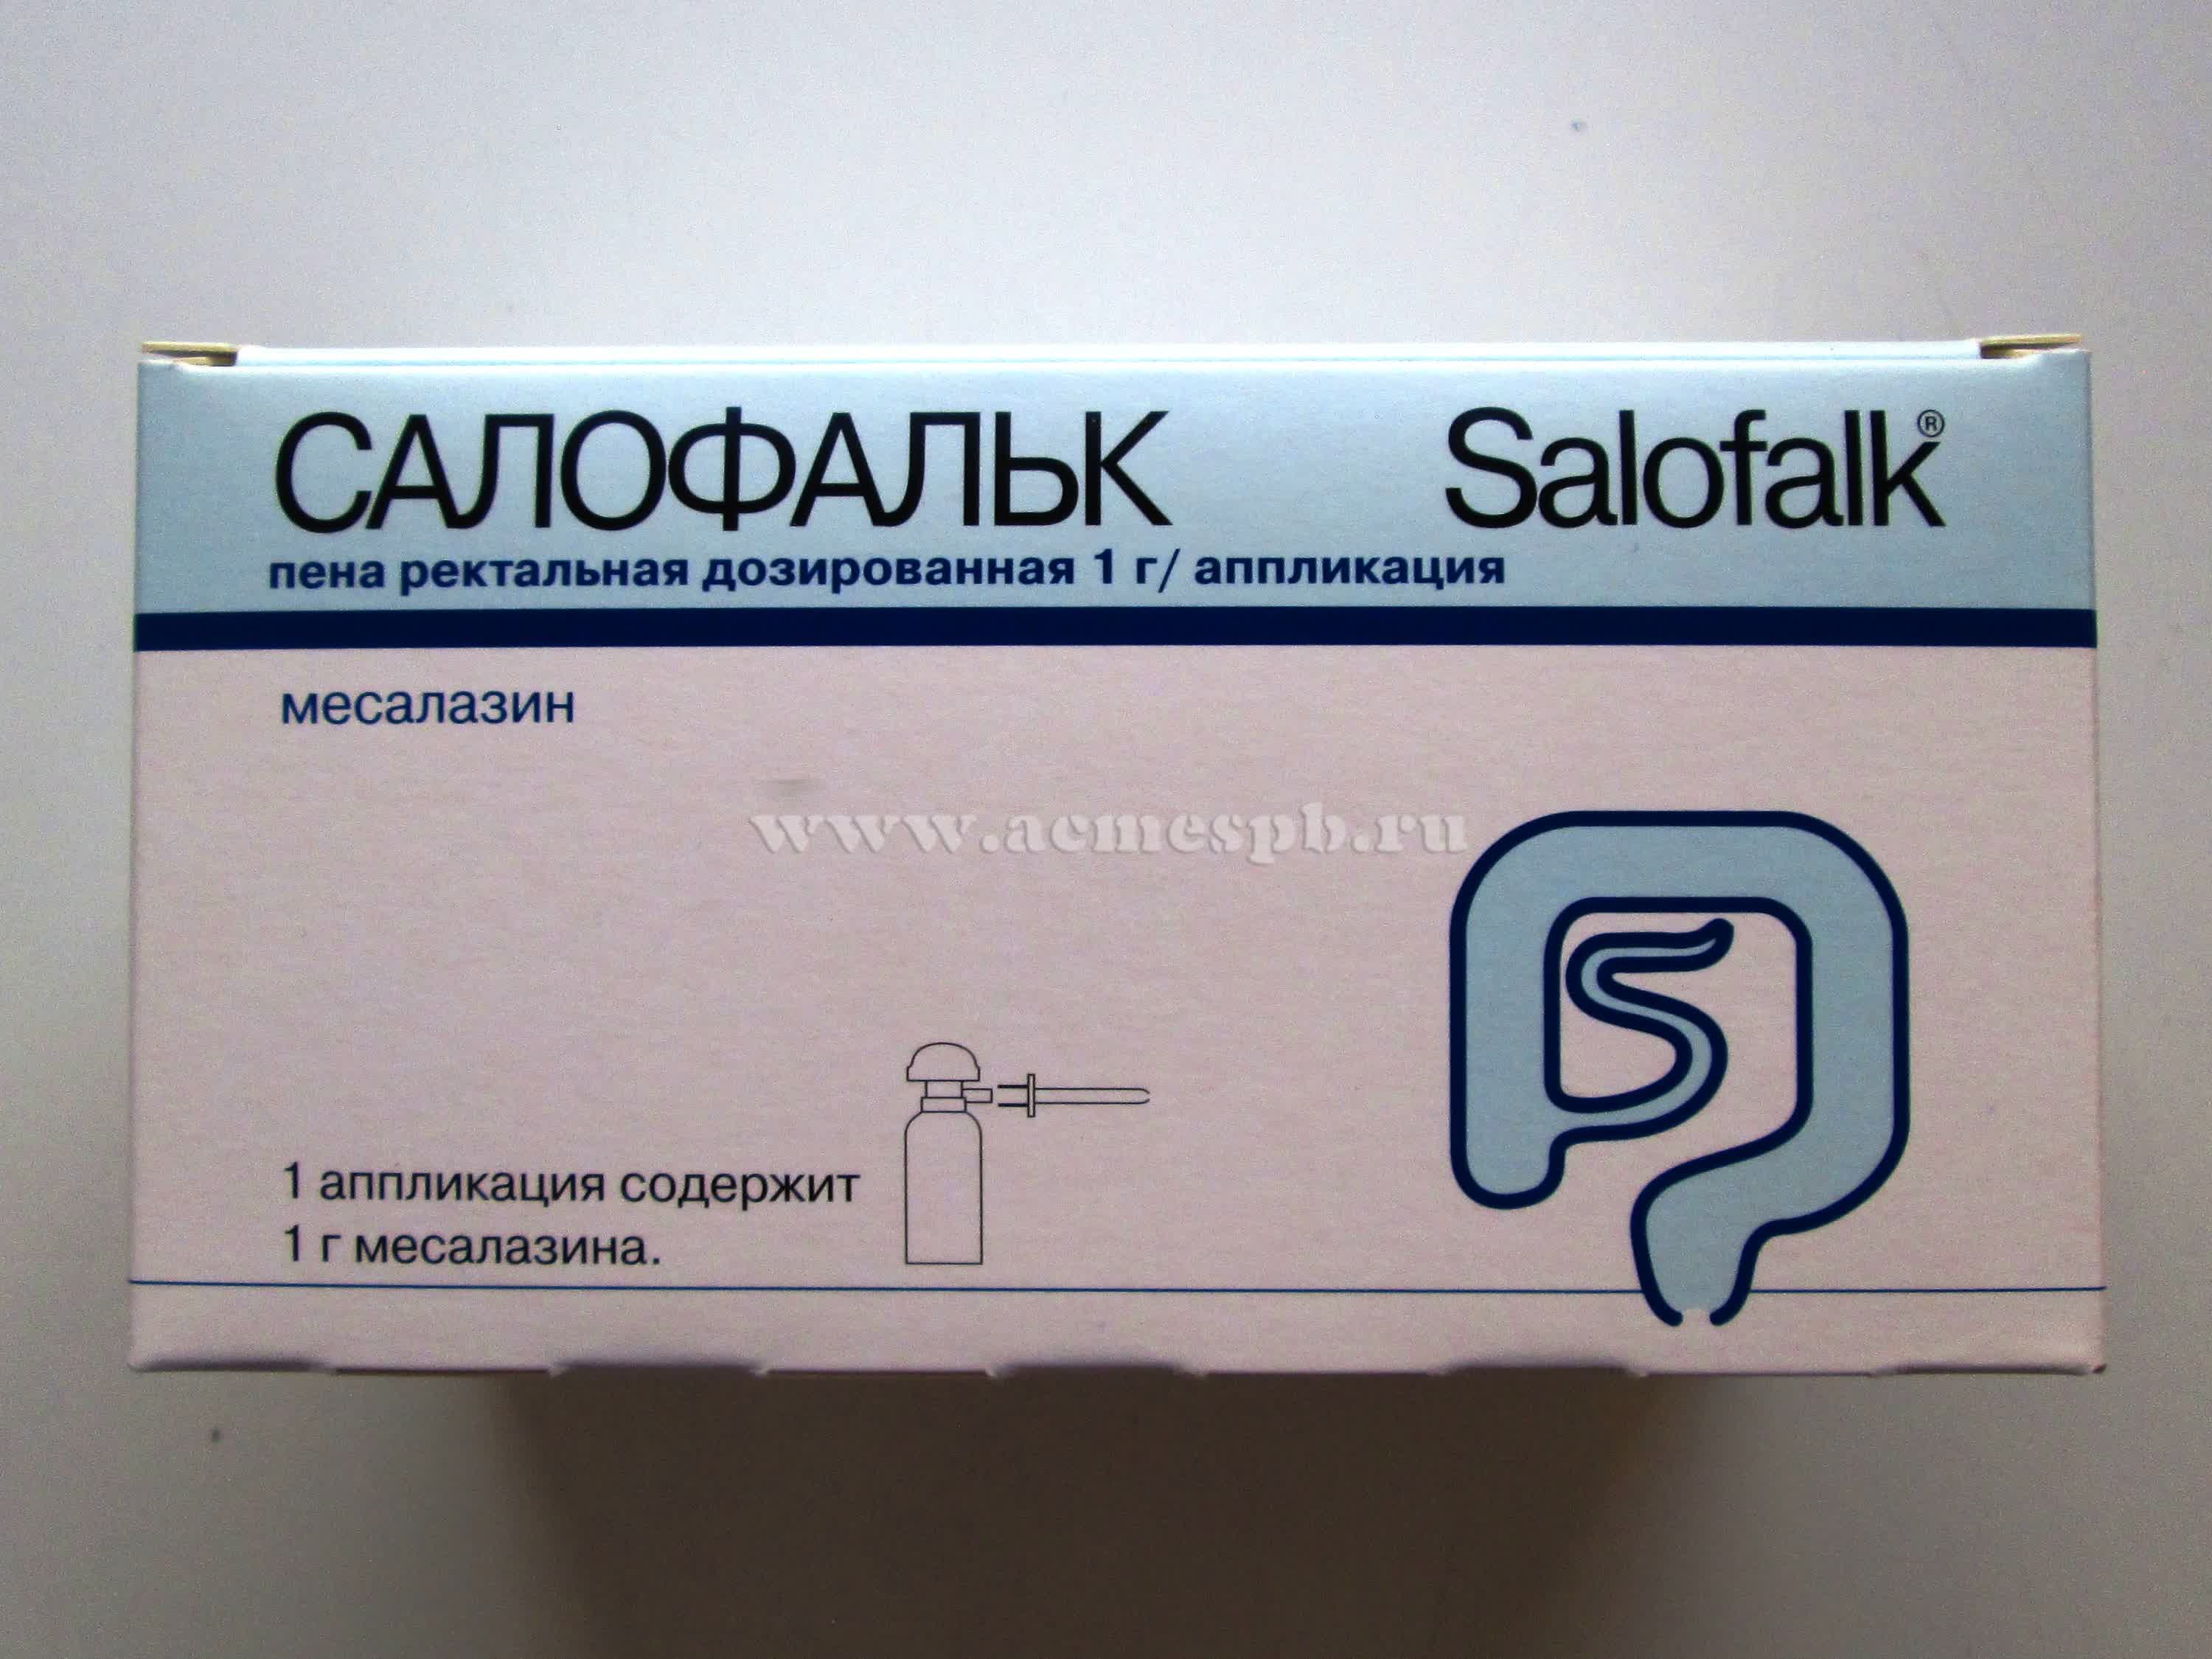 САЛОФАЛЬК Salofalk®
пена ректальная дозированная 1 г/ аппликация
месалазин
www.acmespb.ru
1 аппликация содержит
1 г месалазина.